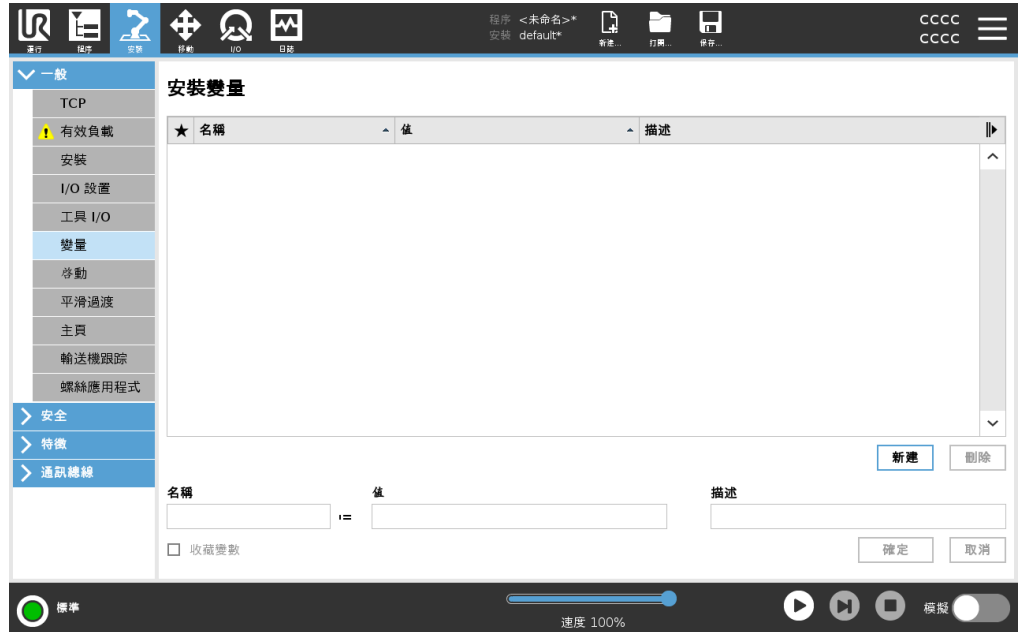 UR
運行 程序 安裝 移動 I/O 日誌
程序 <未命名>*
安裝 default*
新建... 打開... 保存...
CCCC
CCCC
一般
TCP
有效負載
安裝
I/O 設置
工具 I/O
變量
啓動
平滑過渡
主頁
輸送機跟踪
螺絲應用程式
安全
特徵
通訊總線
安裝變量
★ 名稱 值 描述
新建 刪除
名稱 值 描述
:=
收藏變數
確定 取消
標準
速度 100%
模擬